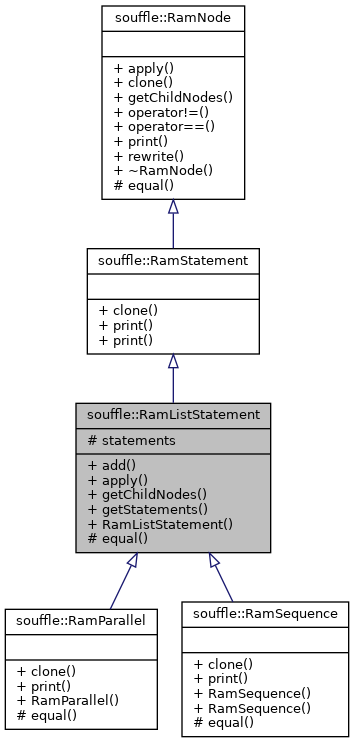 souffle::RamNode
+ apply()
+ clone()
+ getChildNodes()
+ operator!=()
+ operator==()
+ print()
+ rewrite()
+ ~RamNode()
# equal()
souffle::RamStatement
+ clone()
+ print()
+ print()
souffle::RamListStatement
# statements
+ add()
+ apply()
+ getChildNodes()
+ getStatements()
+ RamListStatement()
# equal()
souffle::RamParallel
+ clone()
+ print()
+ RamParallel()
# equal()
souffle::RamSequence
+ clone()
+ print()
+ RamSequence()
+ RamSequence()
# equal()